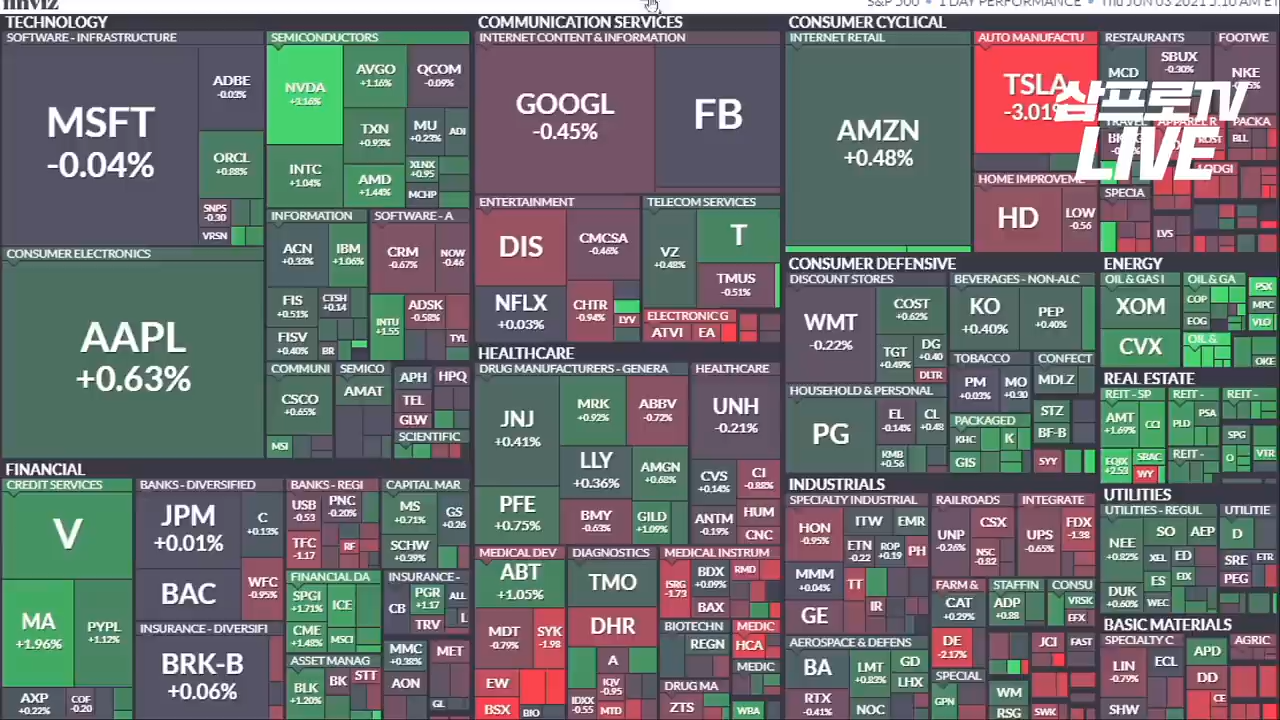 finviz
S&P 500 • 1 DAY PERFORMANCE • THU JUN 03 2021 5:10 AM ET
삼프로TV
LIVE
TECHNOLOGY
SOFTWARE - INFRASTRUCTURE
MSFT
-0.04%
ADBE
-0.03%
ORCL
+0.88%
SNPS
-0.30
VRSN
SEMICONDUCTORS
NVDA
AVGO
+1.16%
QCOM
-0.09%
TXN
+0.93%
MU
+0.23%
ADI
INTC
+1.04%
AMD
+1.44%
XLNX
+0.95
MCHP
CONSUMER ELECTRONICS
AAPL
+0.63%
INFORMATION
ACN
+0.33%
IBM
+1.06%
FIS
+0.51%
CTSH
+0.14
FISV
+0.40%
BR
SOFTWARE - A
CRM
-0.67%
NOW
-0.46
INTU
+1.55
ADSK
-0.58%
TYL
COMMUNI
CSCO
+0.65%
MSI
SEMICO
AMAT
APH
HPQ
TEL
GLW
SCIENTIFIC
COMMUNICATION SERVICES
INTERNET CONTENT & INFORMATION
GOOGL
-0.45%
FB
ENTERTAINMENT
DIS
CMCSA
-0.46%
NFLX
+0.03%
CHTR
-0.94%
LYV
TELECOM SERVICES
VZ
+0.48%
T
TMUS
-0.51%
ELECTRONIC G
ATVI
EA
CONSUMER CYCLICAL
INTERNET RETAIL
AMZN
+0.48%
AUTO MANUFACTU
TSLA
-3.01%
RESTAURANTS
MCD
SBUX
-0.30%
FOOTWE
NKE
TRAVEL
APPAREL R
PACKA
BLL
LODGI
HOME IMPROVEME
HD
LOW
-0.56
SPECIA
LVS
FINANCIAL
CREDIT SERVICES
V
MA
+1.96%
PYPL
+1.12%
AXP
+0.22%
COF
-0.20
BANKS - DIVERSIFIED
JPM
+0.01%
C
+0.13%
BAC
WFC
-0.95%
INSURANCE - DIVERSIFI
BRK-B
+0.06%
BANKS - REGI
USB
-0.53
PNC
-0.20%
TFC
-1.17
RF
CAPITAL MAR
MS
+0.71%
GS
+0.26
SCHW
+0.39%
FINANCIAL DA
SPGI
+1.71%
ICE
CME
+1.48%
MSCI
INSURANCE -
CB
PGR
+1.17
ALL
TRV
L
ASSET MANAG
BLK
+1.20%
BK
STT
MMC
+0.38%
MET
AON
GL
HEALTHCARE
DRUG MANUFACTURERS - GENERA
JNJ
+0.41%
MRK
+0.92%
ABBV
-0.72%
PFE
+0.75%
LLY
+0.36%
AMGN
+0.68%
BMY
-0.63%
GILD
+1.09%
HEALTHCARE
UNH
-0.21%
CVS
+0.14%
CI
-0.88%
ANTM
-0.19%
HUM
CNC
MEDICAL DEV
ABT
+1.05%
MDT
-0.79%
SYK
-1.98
EW
BSX
BIO
DIAGNOSTICS
TMO
DHR
A
IQV
-0.95
IDXX
-0.55
MTD
MEDICAL INSTRUM
ISRG
-1.73
BDX
+0.09%
RMD
BAX
BIOTECHN
REGN
MEDIC
HCA
MEDIC
DRUG MA
ZTS
WBA
CONSUMER DEFENSIVE
DISCOUNT STORES
WMT
-0.22%
COST
+0.62%
TGT
+0.49%
DG
+0.40
DLTR
BEVERAGES - NON-ALC
KO
+0.40%
PEP
+0.40%
HOUSEHOLD & PERSONAL
PG
EL
-0.14%
CL
+0.48
KMB
+0.56
TOBACCO
PM
+0.03%
MO
+0.30
CONFECT
MDLZ
PACKAGED
KHC
K
GIS
STZ
BF-B
SYY
ENERGY
OIL & GAS I
XOM
CVX
OIL & GA
COP
EOG
PSX
MPC
VLO
OIL &
OKE
REAL ESTATE
REIT - SP
AMT
+1.69%
CCI
EQIX
+2.53
SBAC
WY
REIT -
PLD
PSA
REIT -
SPG
O
VTR
REIT -
INDUSTRIALS
SPECIALTY INDUSTRIAL
HON
-0.95%
ITW
EMR
ETN
-0.22
ROP
+0.19
PH
MMM
+0.04%
TT
GE
IR
RAILROADS
UNP
-0.26%
CSX
NSC
-0.82
INTEGRATE
UPS
-0.65%
FDX
-1.38
FARM &
CAT
+0.29%
DE
-2.17%
STAFFIN
ADP
+0.88
CONSU
VRSK
EFX
AEROSPACE & DEFENS
BA
LMT
+0.83%
GD
LHX
RTX
-0.41%
NOC
SPECIAL
GPN
JCI
FAST
WM
RSG
SWK
UTILITIES
UTILITIES - REGUL
NEE
+0.82%
SO
AEP
XEL
ED
DUK
+0.60%
ES
EIX
WEC
UTILITIE
D
SRE
ETR
PEG
BASIC MATERIALS
SPECIALTY C
LIN
-0.79%
ECL
APD
SHW
DD
CE
AGRIC